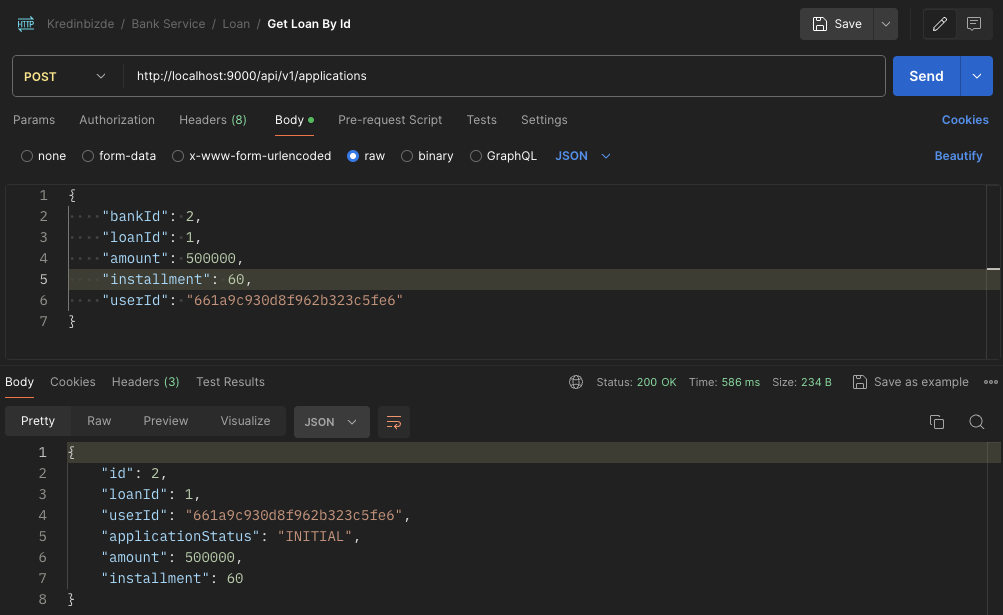 HTTP Kredinbizde / Bank Service / Loan / Get Loan By Id Save
POST http://localhost:9000/api/v1/applications Send
Params Authorization Headers (8) Body Pre-request Script Tests Settings Cookies
none form-data x-www-form-urlencoded raw binary GraphQL JSON Beautify
1 {
2 "bankId": 2,
3 "loanId": 1,
4 "amount": 500000,
5 "installment": 60,
6 "userId": "661a9c930d8f962b323c5fe6"
7 }
Body Cookies Headers (3) Test Results Status: 200 OK Time: 586 ms Size: 234 B Save as example
Pretty Raw Preview Visualize JSON
1 {
2 "id": 2,
3 "loanId": 1,
4 "userId": "661a9c930d8f962b323c5fe6",
5 "applicationStatus": "INITIAL",
6 "amount": 500000,
7 "installment": 60
8 }